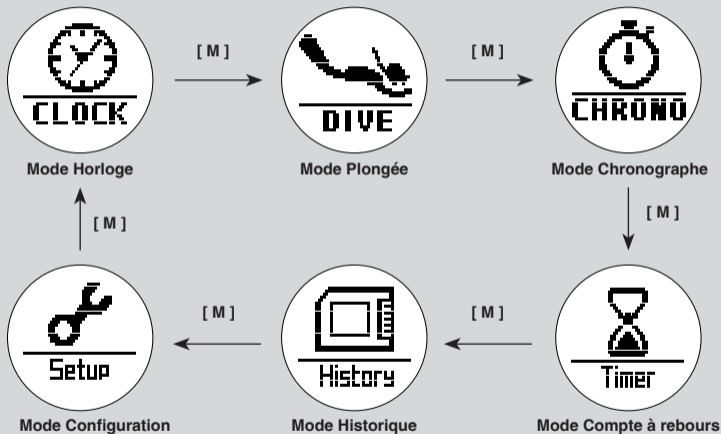 [ M ]
[ M ]
CLOCK
DIVE
CHRONO
Mode Horloge
Mode Plongée
Mode Chronographe
[ M ]
[ M ]
[ M ]
[ M ]
Setup
History
Timer
Mode Configuration
Mode Historique
Mode Compte à rebours